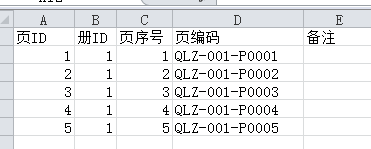 A B C D E
页ID 册ID 页序号 页编码 备注
1 1 1 QLZ-001-P0001
2 1 2 QLZ-001-P0002
3 1 3 QLZ-001-P0003
4 1 4 QLZ-001-P0004
5 1 5 QLZ-001-P0005